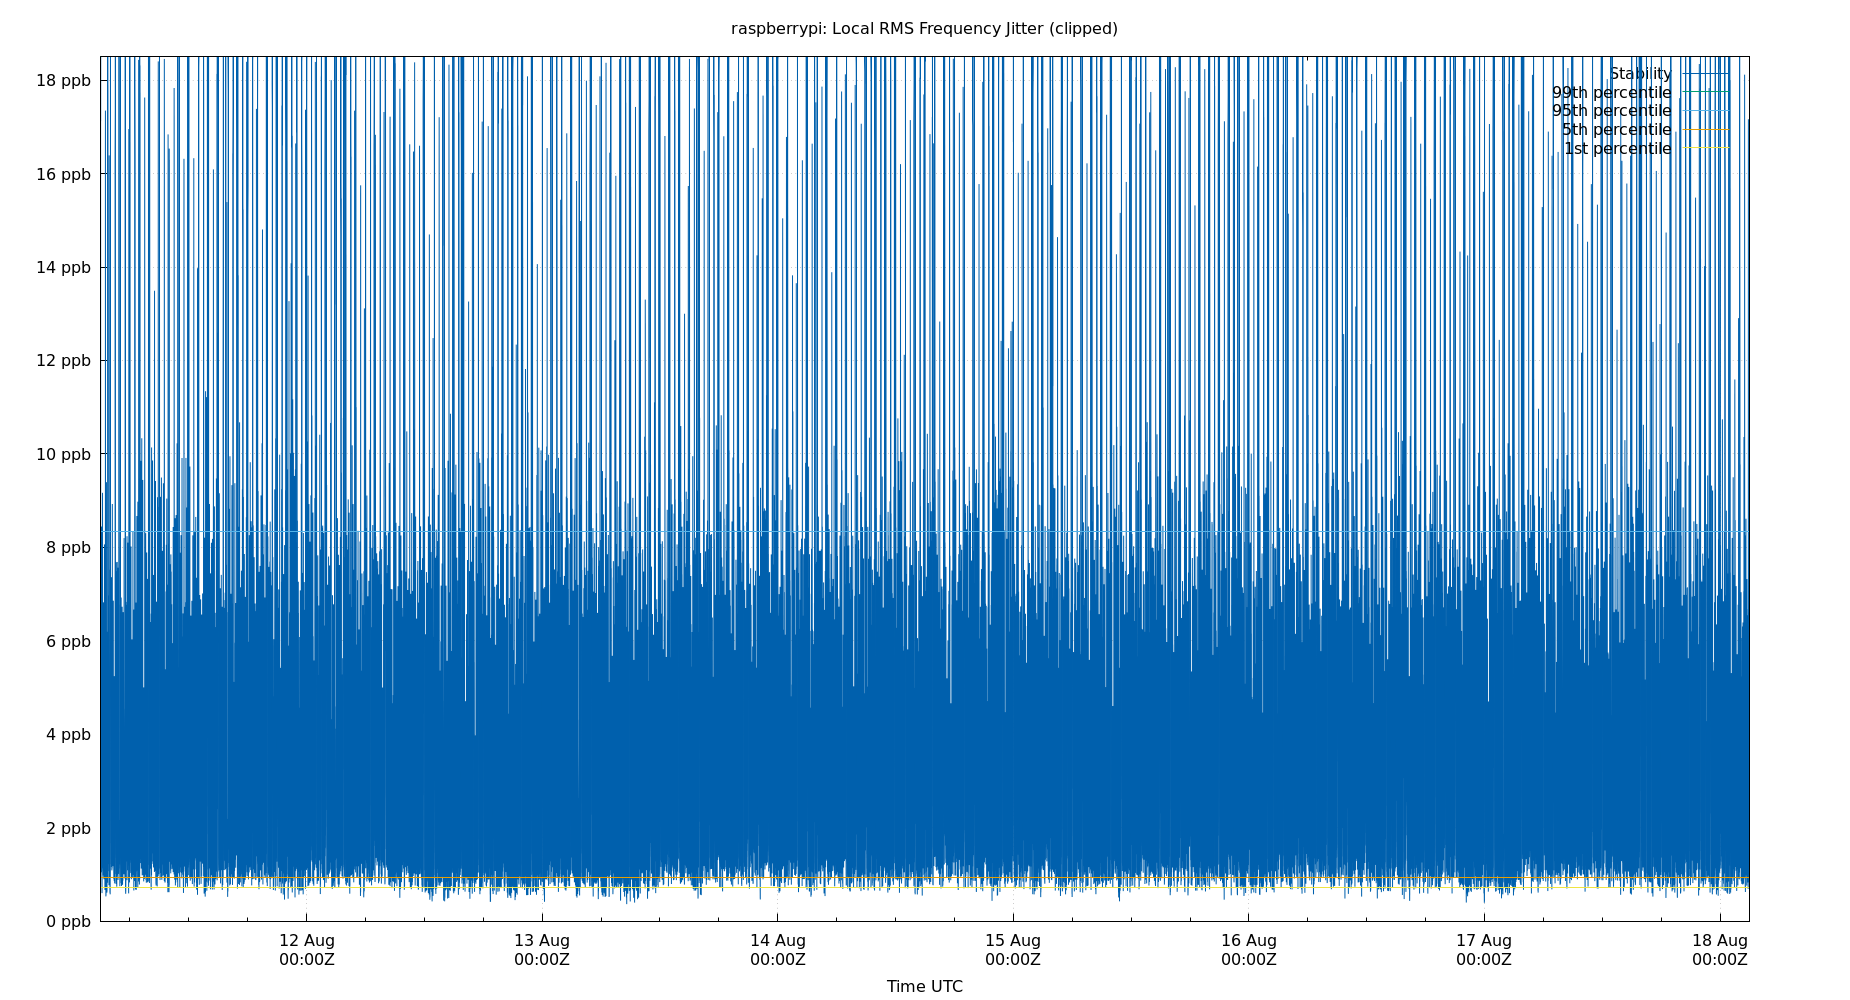 raspberrypi: Local RMS Frequency Jitter (clipped)
18 ppb
16 ppb
14 ppb
12 ppb
10 ppb
8 ppb
6 ppb
4 ppb
2 ppb
0 ppb
Stability
99th percentile
95th percentile
5th percentile
1st percentile
12 Aug 13 Aug 14 Aug 15 Aug 16 Aug 17 Aug 18 Aug
00:00Z 00:00Z 00:00Z 00:00Z 00:00Z 00:00Z 00:00Z
Time UTC